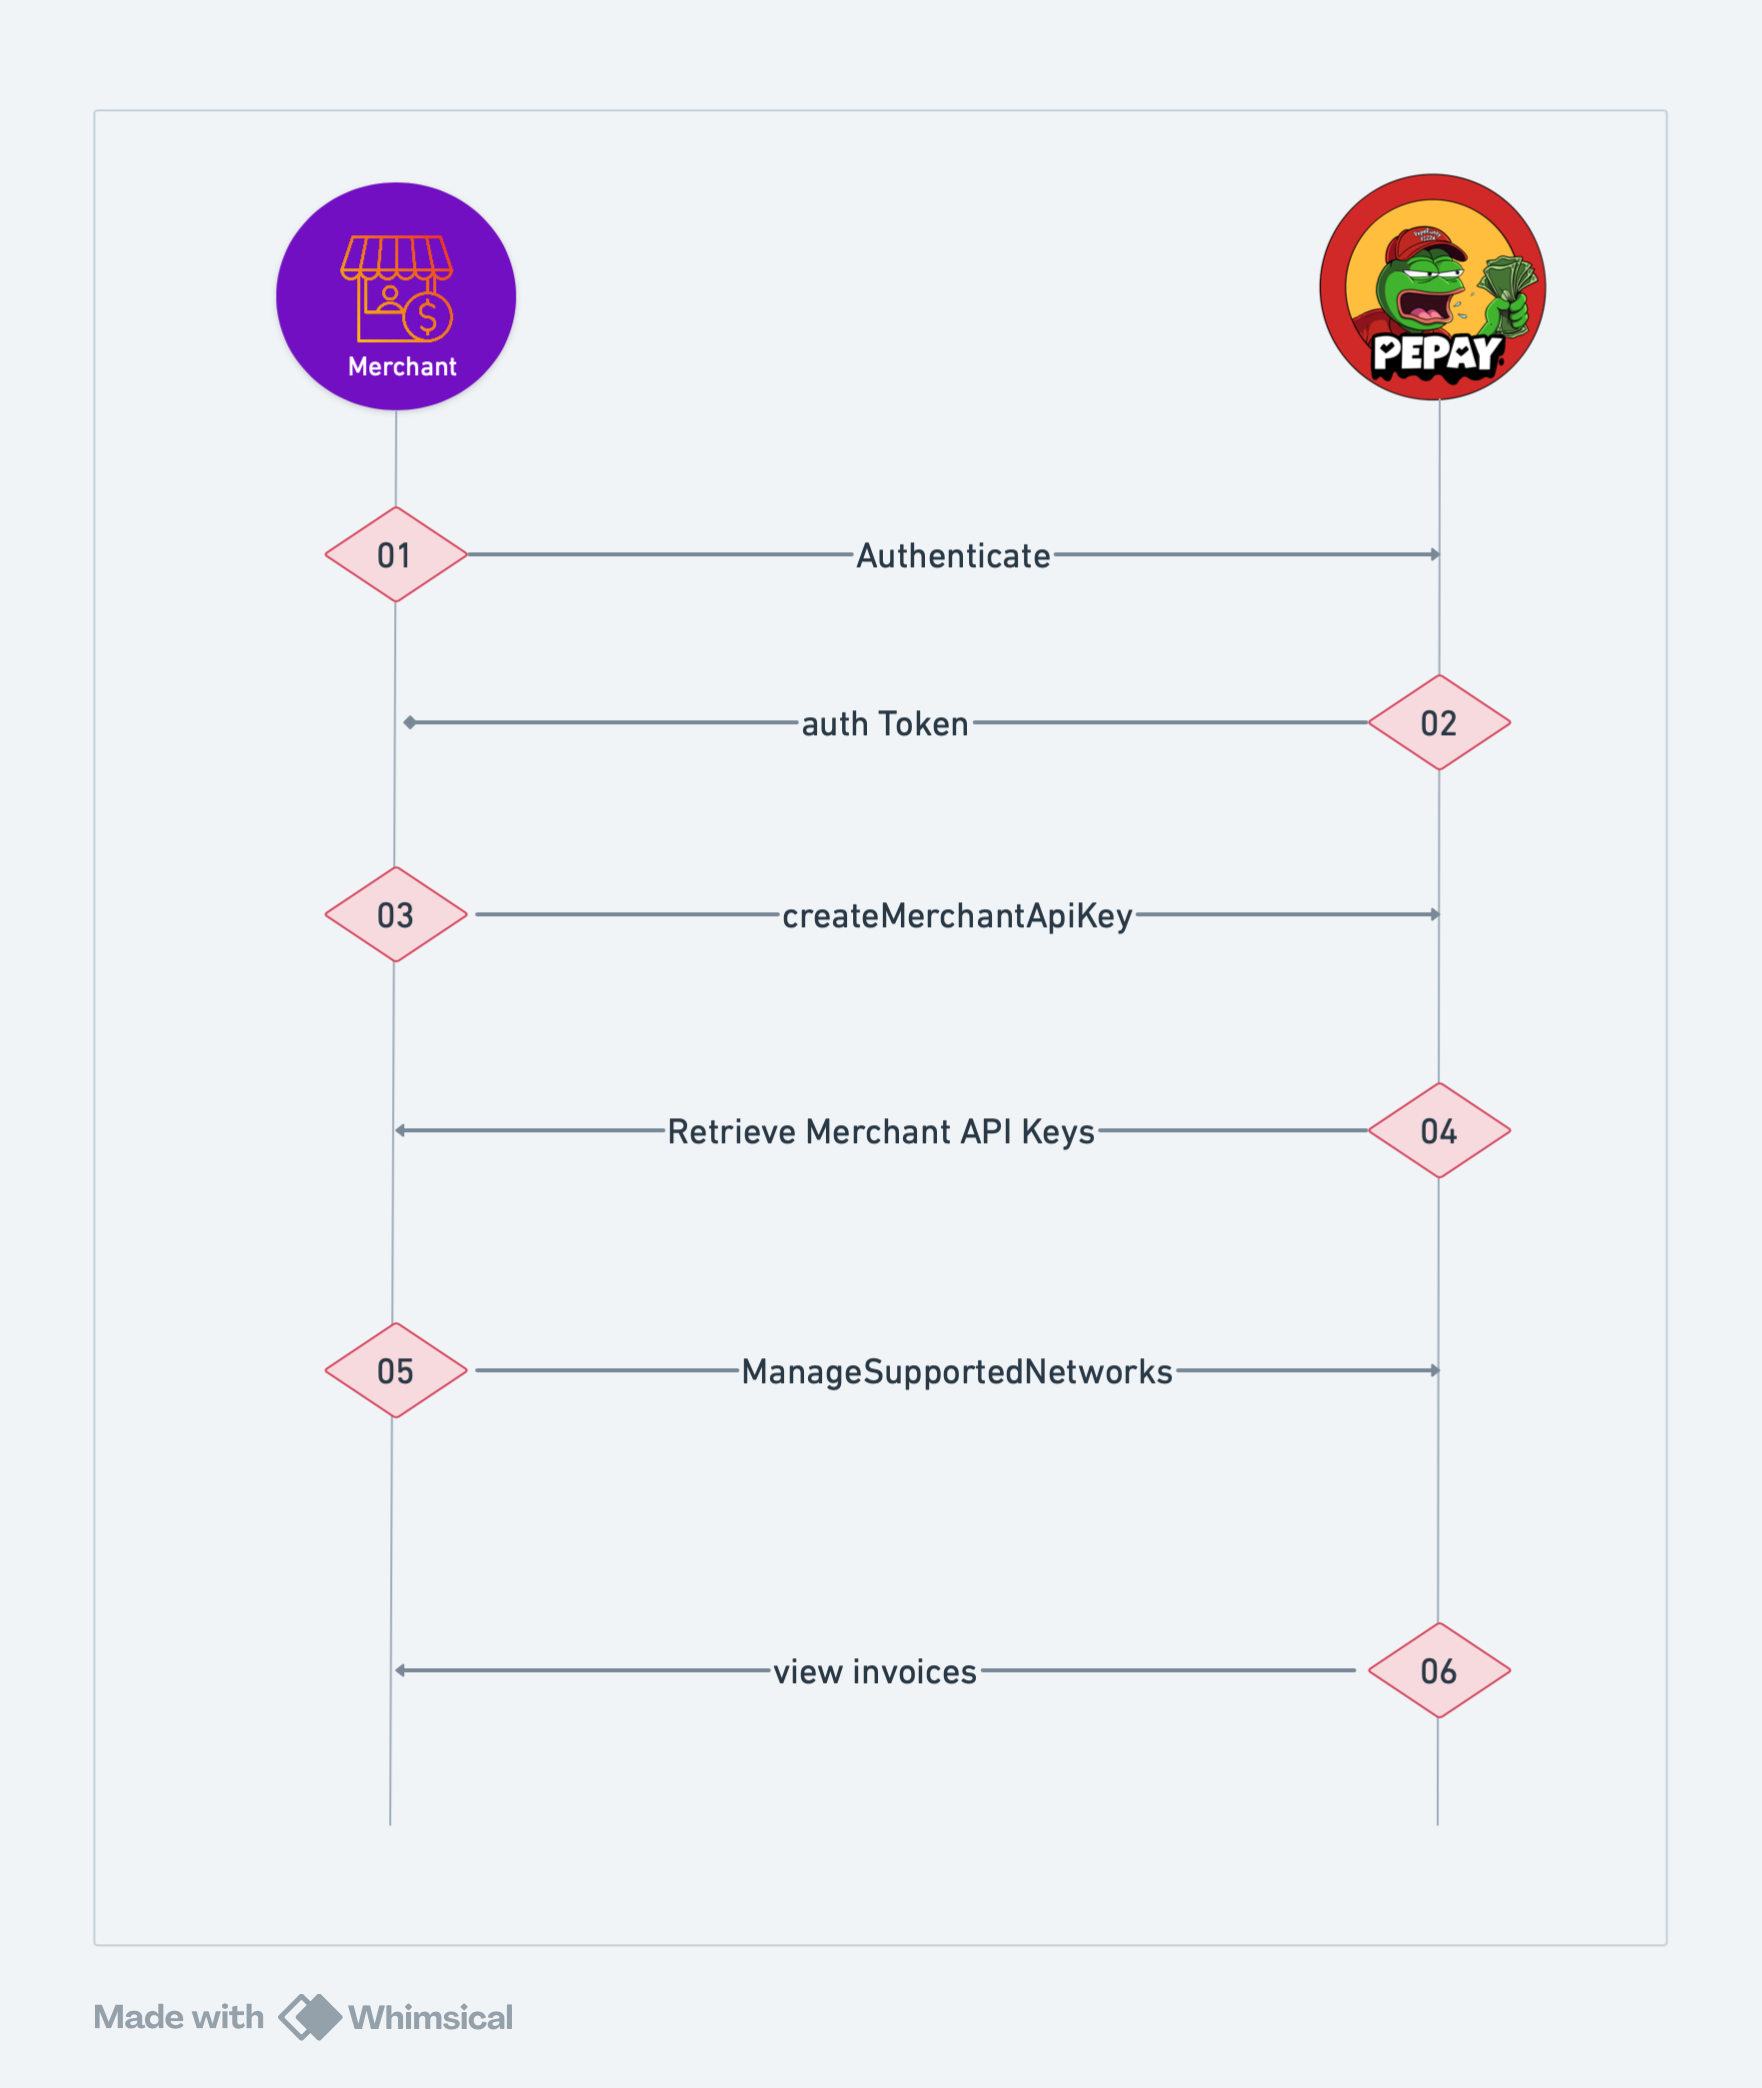 Merchant
PEPAY
01
Authenticate
auth Token
02
03
createMerchantApiKey
Retrieve Merchant API Keys
04
05
ManageSupportedNetworks
view invoices
06
Made with Whimsical